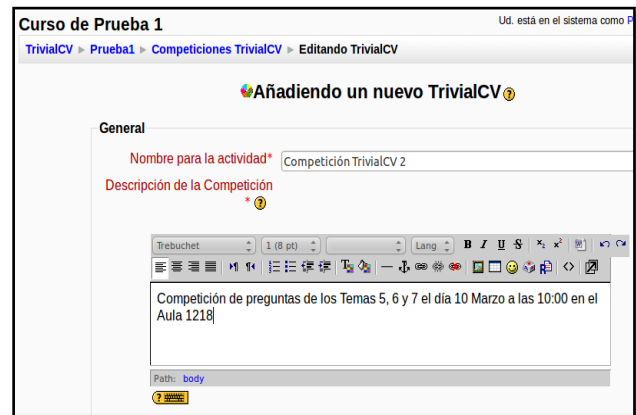 Curso de Prueba 1
Ud. está en el sistema como P
TrivialCV ► Prueba1 ► Competiciones TrivialCV ► Editando TrivialCV
Añadiendo un nuevo TrivialCV ?
General
Nombre para la actividad* Competición TrivialCV 2
Descripción de la Competición
* ?
Trebuchet 1 (8 pt) Lang B I U S x₂ x²
Competición de preguntas de los Temas 5, 6 y 7 el día 10 Marzo a las 10:00 en el
Aula 1218
Path: body
?